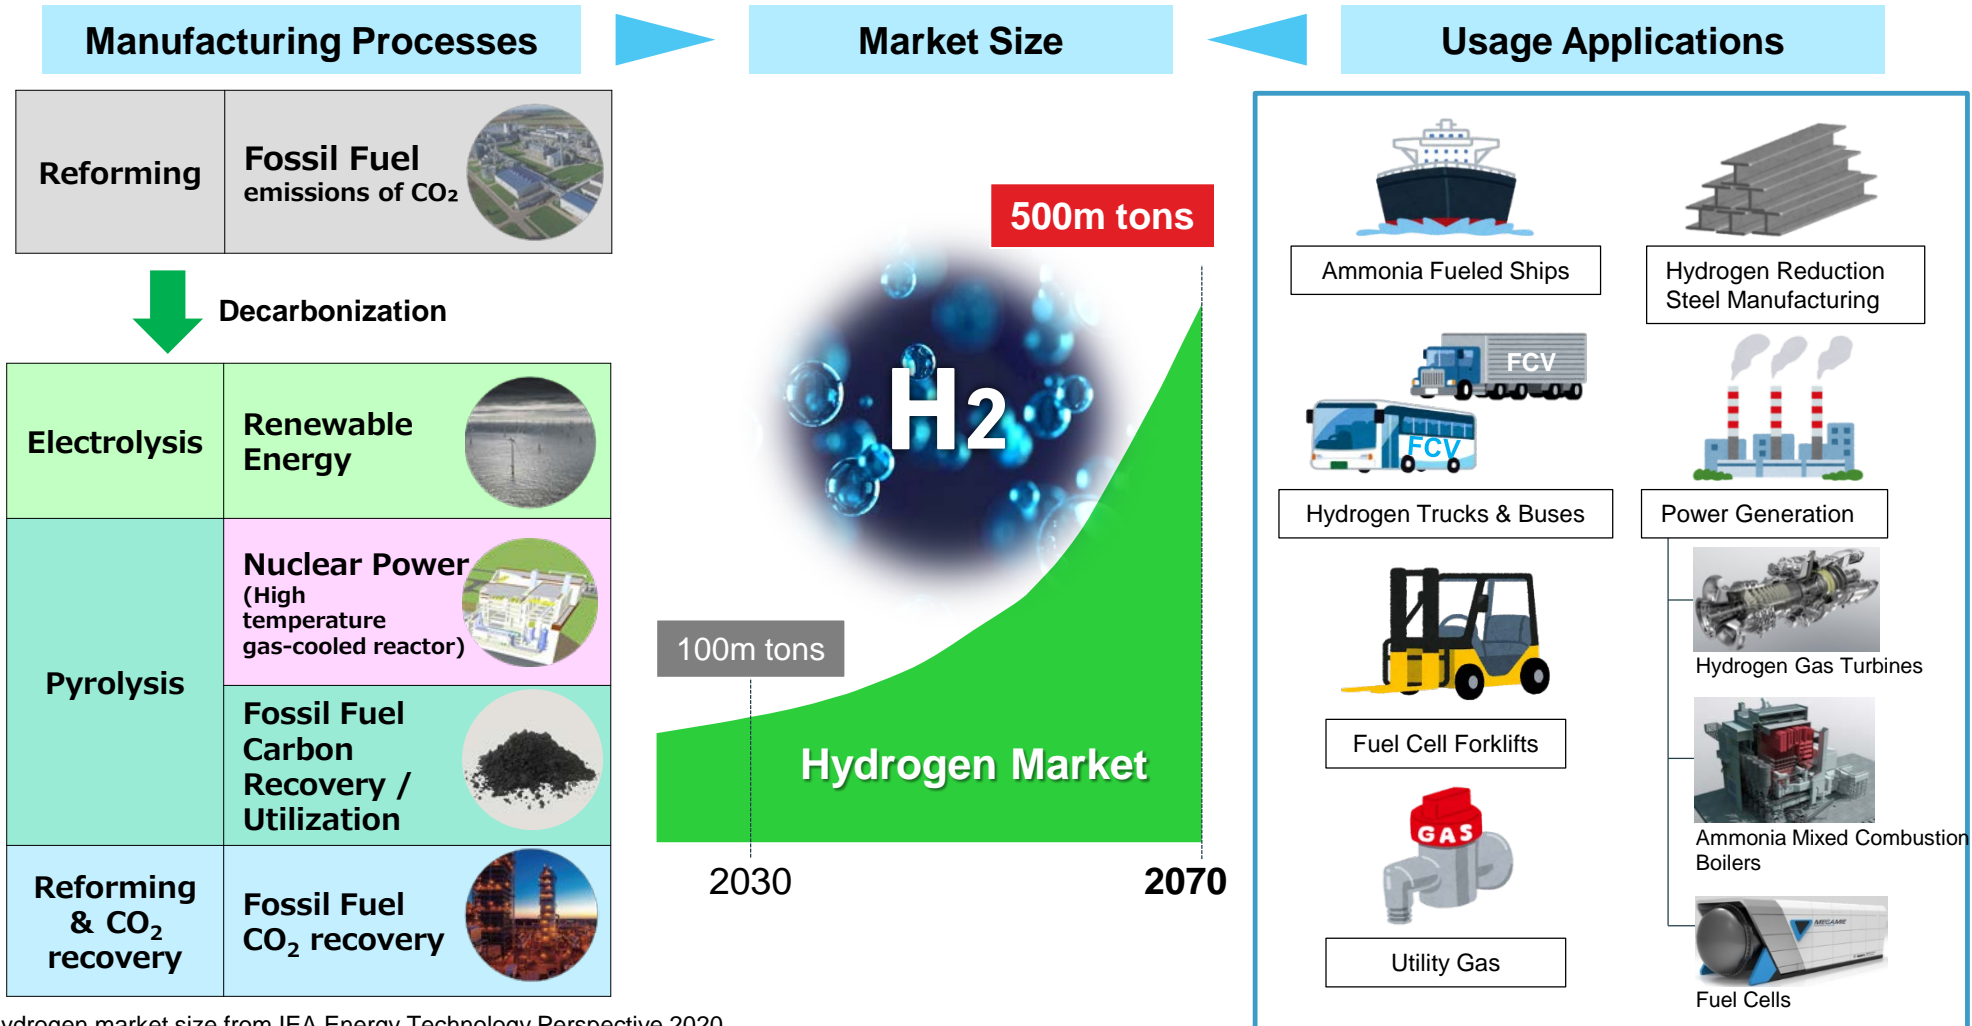 Manufacturing Processes
Market Size
Usage Applications
Reforming
Fossil Fuel
emissions of CO₂
Decarbonization
Electrolysis
Renewable
Energy
Pyrolysis
Nuclear Power
(High
temperature
gas-cooled reactor)
Fossil Fuel
Carbon
Recovery /
Utilization
Reforming
& CO₂
recovery
Fossil Fuel
CO₂ recovery
500m tons
H2
100m tons
Hydrogen Market
2030
2070
Ammonia Fueled Ships
Hydrogen Reduction
Steel Manufacturing
FCV
FCV
Hydrogen Trucks & Buses
Power Generation
Hydrogen Gas Turbines
Fuel Cell Forklifts
Ammonia Mixed Combustion
Boilers
GAS
Utility Gas
MEGAMIE
Fuel Cells
ydrogen market size from IEA Energy Technology Perspective 2020